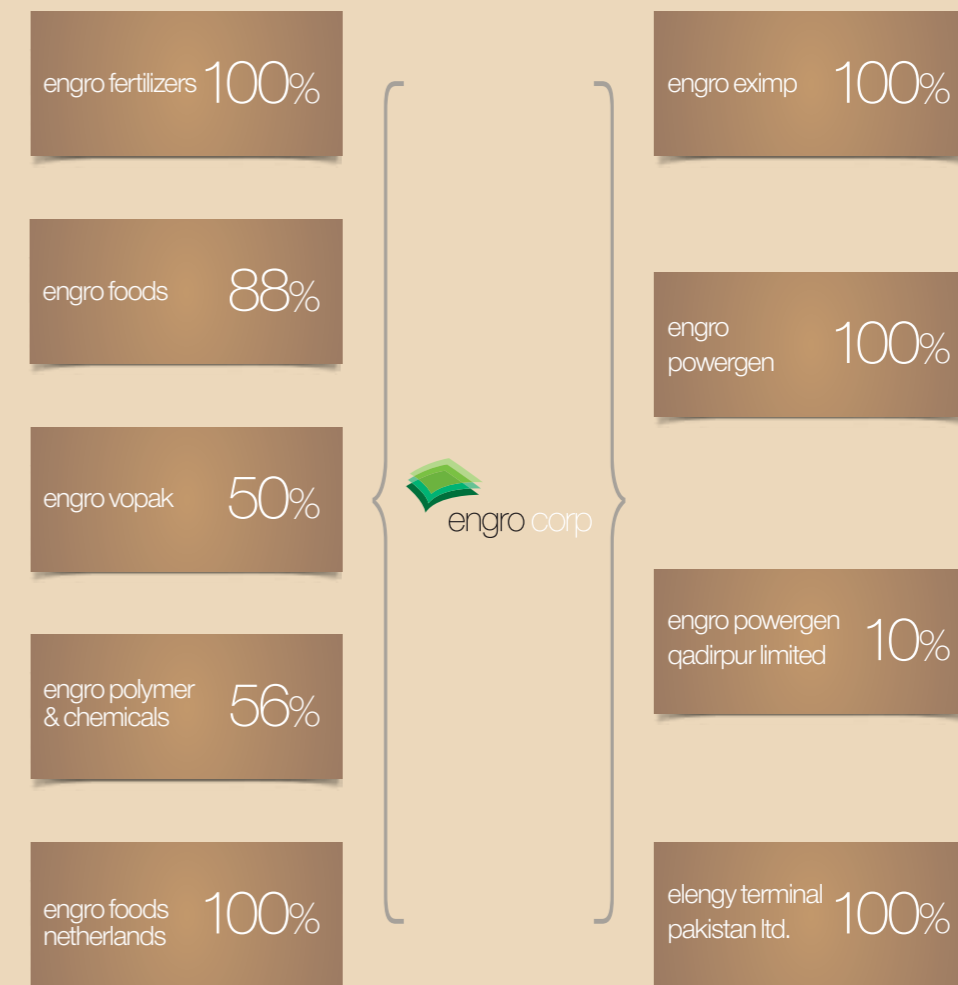 engro fertilizers 100%
engro foods 88%
engro vopak 50%
engro polymer
& chemicals 56%
engro foods
netherlands 100%
engro corp
engro eximp 100%
engro
powergen 100%
engro powergen
qadirpur limited 10%
elengy terminal
pakistan ltd. 100%